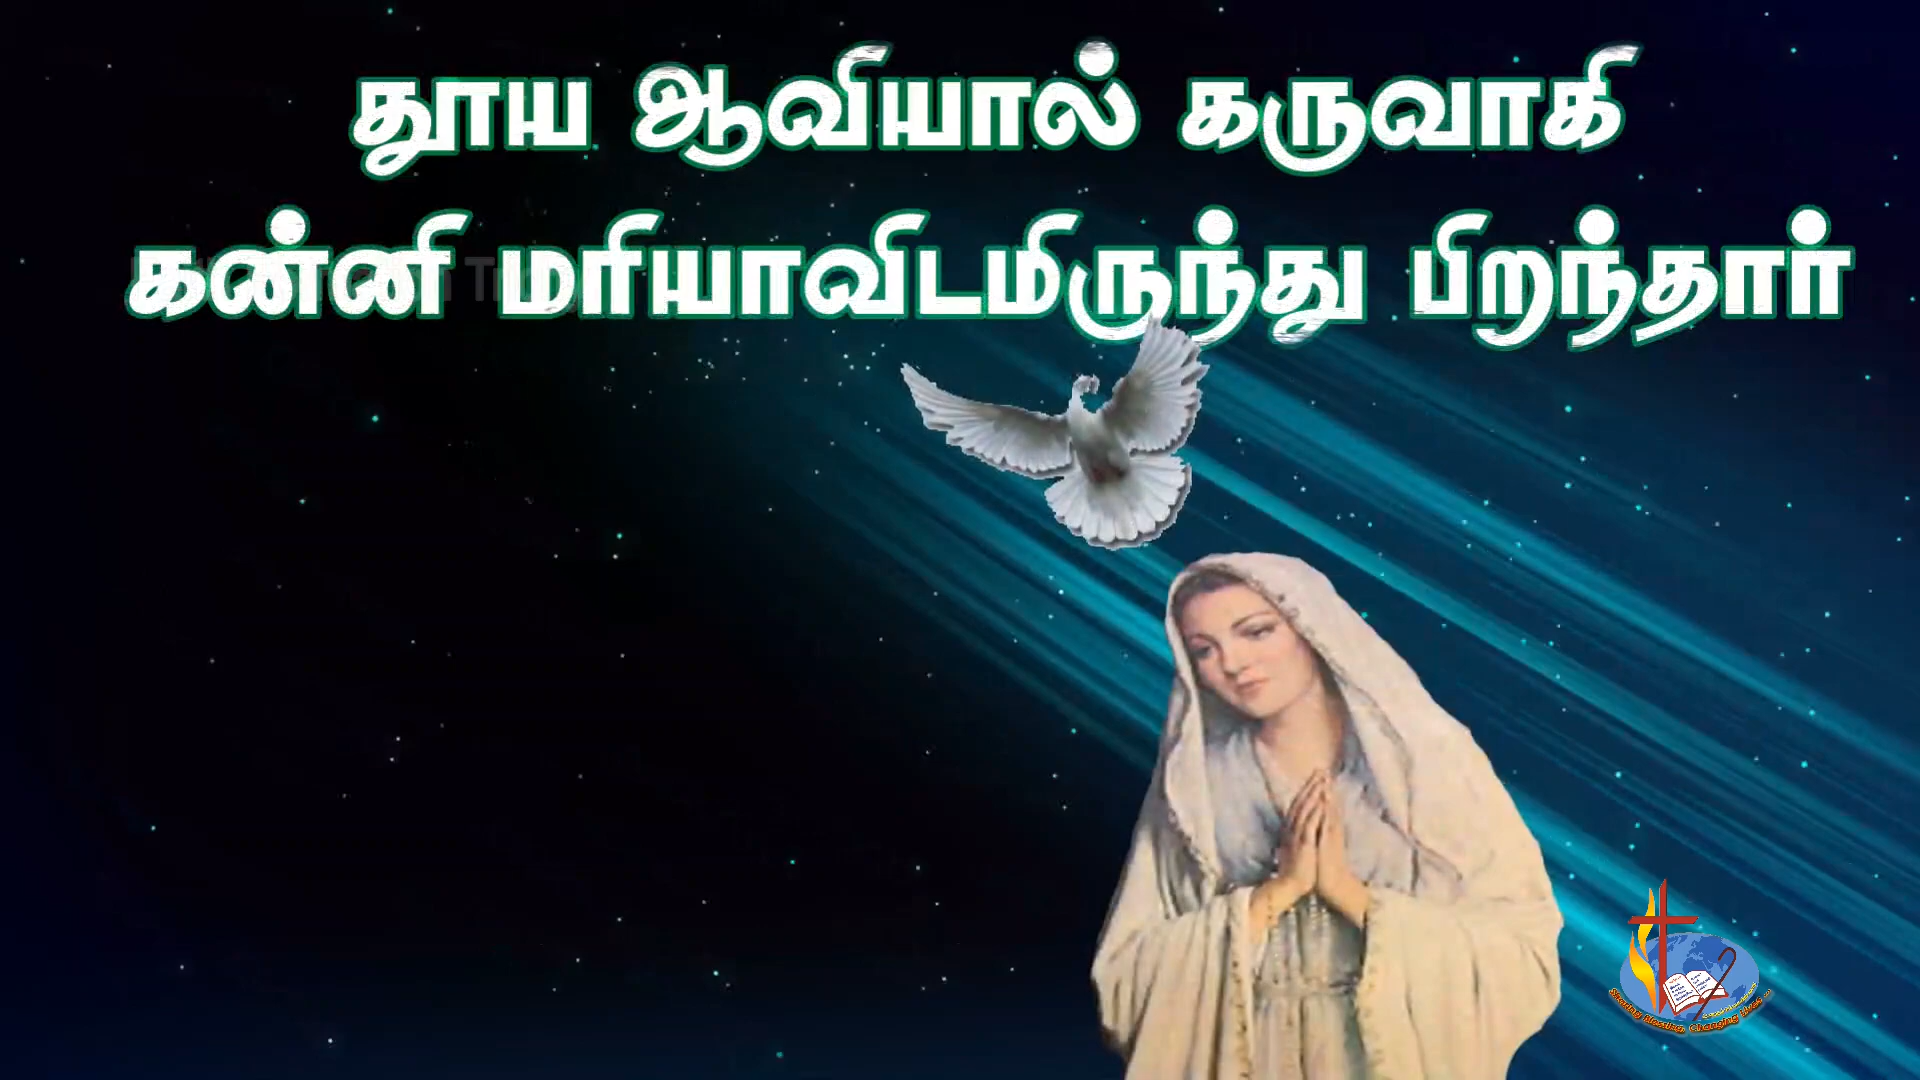 தூய ஆவியால் கருவாகி
கன்னி மரியாவிடமிருந்து பிறந்தார்